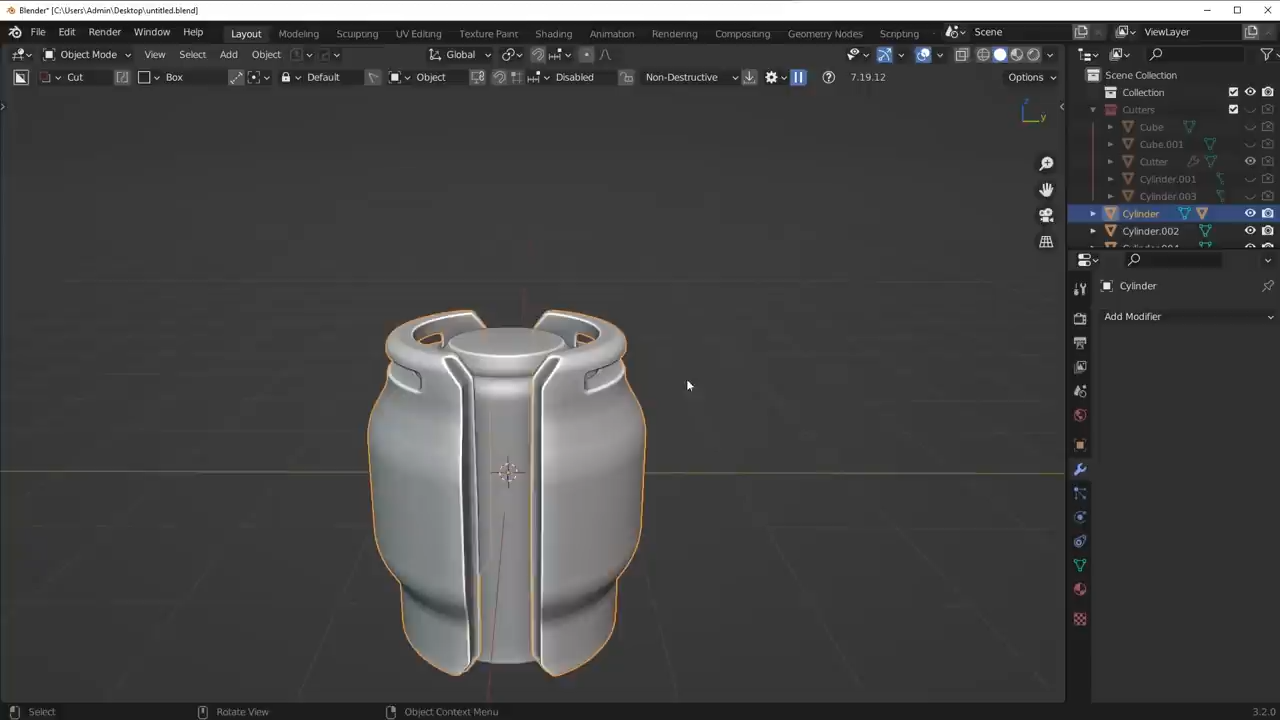 Blender* [C:\Users\Admin\Desktop\untitled.blend]
File Edit Render Window Help Layout Modeling Sculpting UV Editing Texture Paint Shading Animation Rendering Compositing Geometry Nodes Scripting Scene ViewLayer
Object Mode View Select Add Object Global
Cut Box Default Object Disabled Non-Destructive 7.19.12 Options
Scene Collection
Collection
Cutters
Cube
Cube.001
Cutter
Cylinder.001
Cylinder.003
Cylinder
Cylinder.002
z
y
Cylinder
Add Modifier
Select Rotate View Object Context Menu 3.2.0